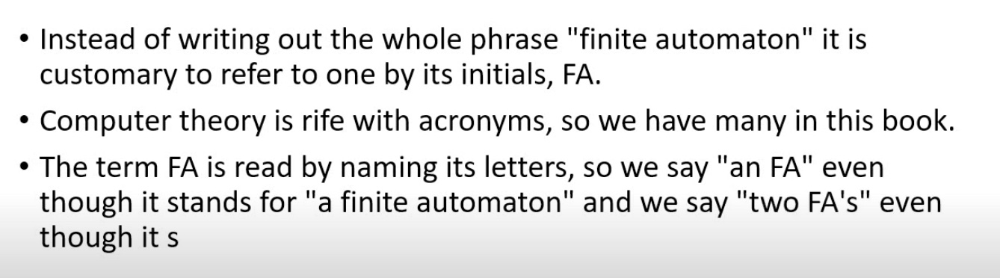 • Instead of writing out the whole phrase "finite automaton" it is
customary to refer to one by its initials, FA.
• Computer theory is rife with acronyms, so we have many in this book.
• The term FA is read by naming its letters, so we say "an FA" even
though it stands for "a finite automaton" and we say "two FA's" even
though it s